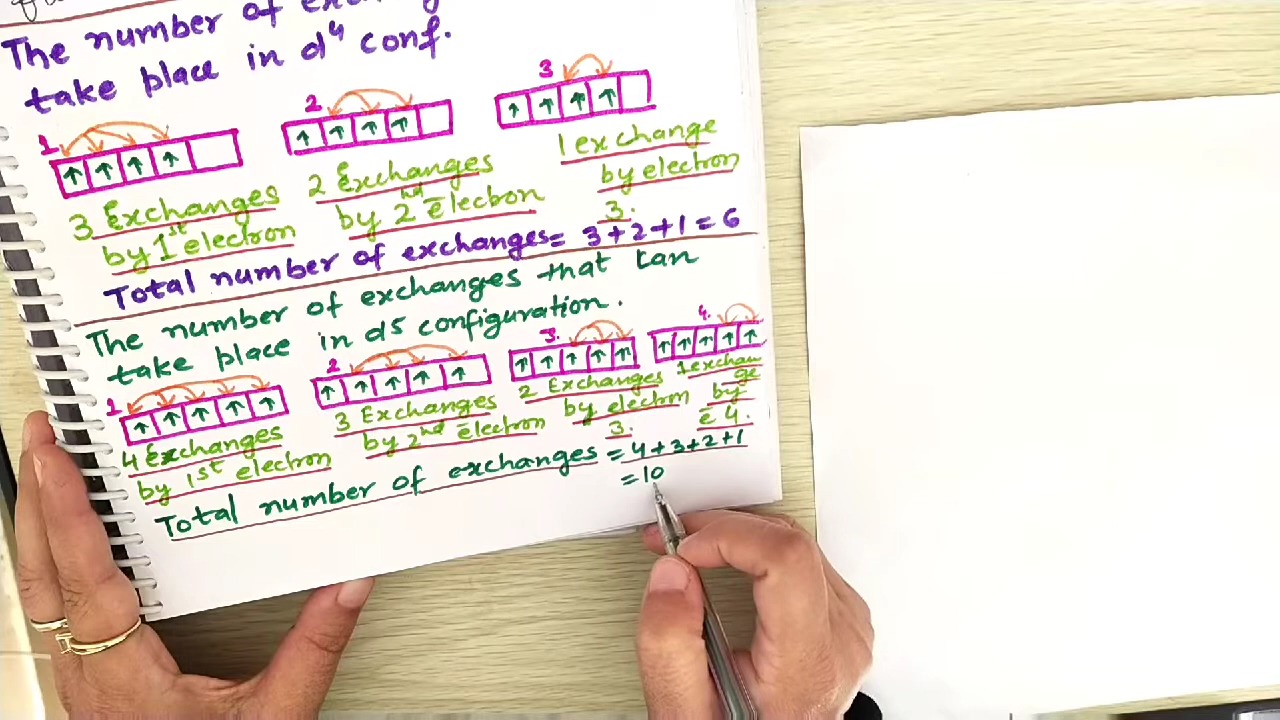 The number of
take place in d⁴ conf.
1
2
3
3 Exchanges
by 1st electron
2 Exchanges
by 2nd electron
1 exchange
by electron
3.
Total number of exchanges = 3+2+1 = 6
The number of exchanges that can
take place in d5 configuration.
1
2
3.
4.
4 Exchanges
by 1st electron
3 Exchanges
by 2nd electron
2 Exchanges
by electron
3.
1 exchan
ge
by
e 4.
Total number of exchanges = 4+3+2+1
=10